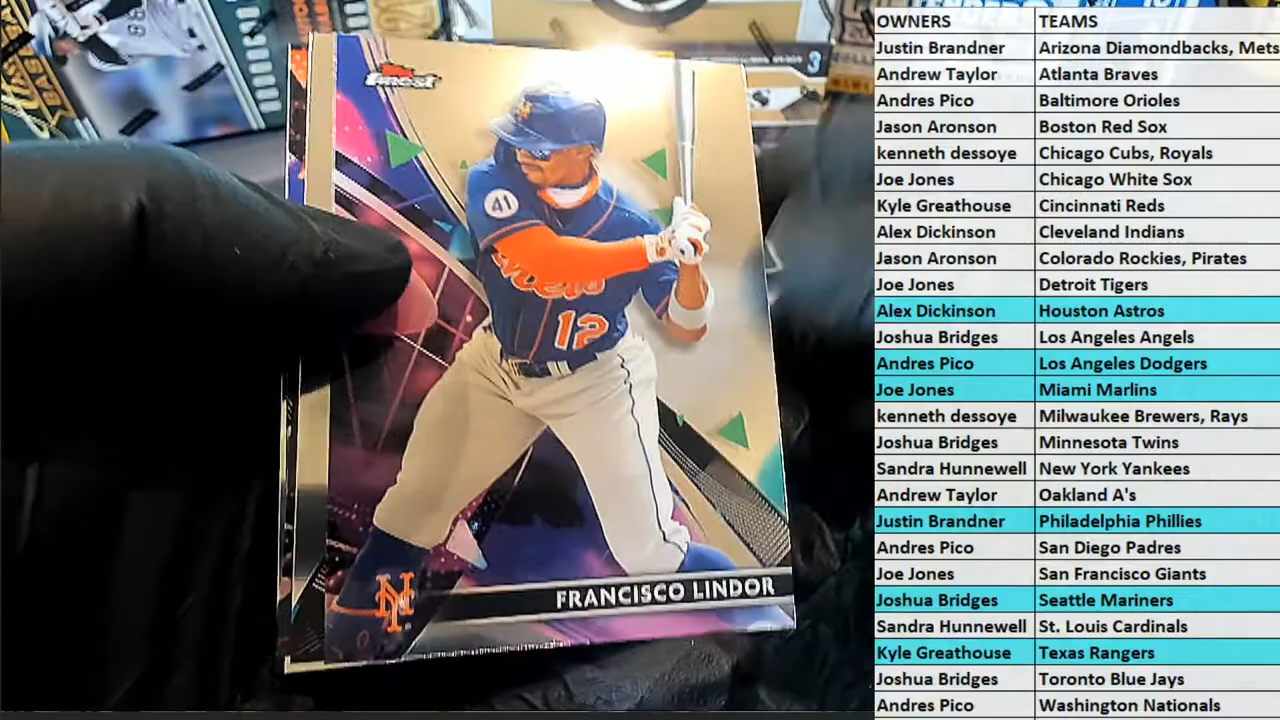 Finest
41
12
FRANCISCO LINDOR
NY
3
OWNERS TEAMS
Justin Brandner Arizona Diamondbacks, Mets
Andrew Taylor Atlanta Braves
Andres Pico Baltimore Orioles
Jason Aronson Boston Red Sox
kenneth dessoye Chicago Cubs, Royals
Joe Jones Chicago White Sox
Kyle Greathouse Cincinnati Reds
Alex Dickinson Cleveland Indians
Jason Aronson Colorado Rockies, Pirates
Joe Jones Detroit Tigers
Alex Dickinson Houston Astros
Joshua Bridges Los Angeles Angels
Andres Pico Los Angeles Dodgers
Joe Jones Miami Marlins
kenneth dessoye Milwaukee Brewers, Rays
Joshua Bridges Minnesota Twins
Sandra Hunnewell New York Yankees
Andrew Taylor Oakland A's
Justin Brandner Philadelphia Phillies
Andres Pico San Diego Padres
Joe Jones San Francisco Giants
Joshua Bridges Seattle Mariners
Sandra Hunnewell St. Louis Cardinals
Kyle Greathouse Texas Rangers
Joshua Bridges Toronto Blue Jays
Andres Pico Washington Nationals